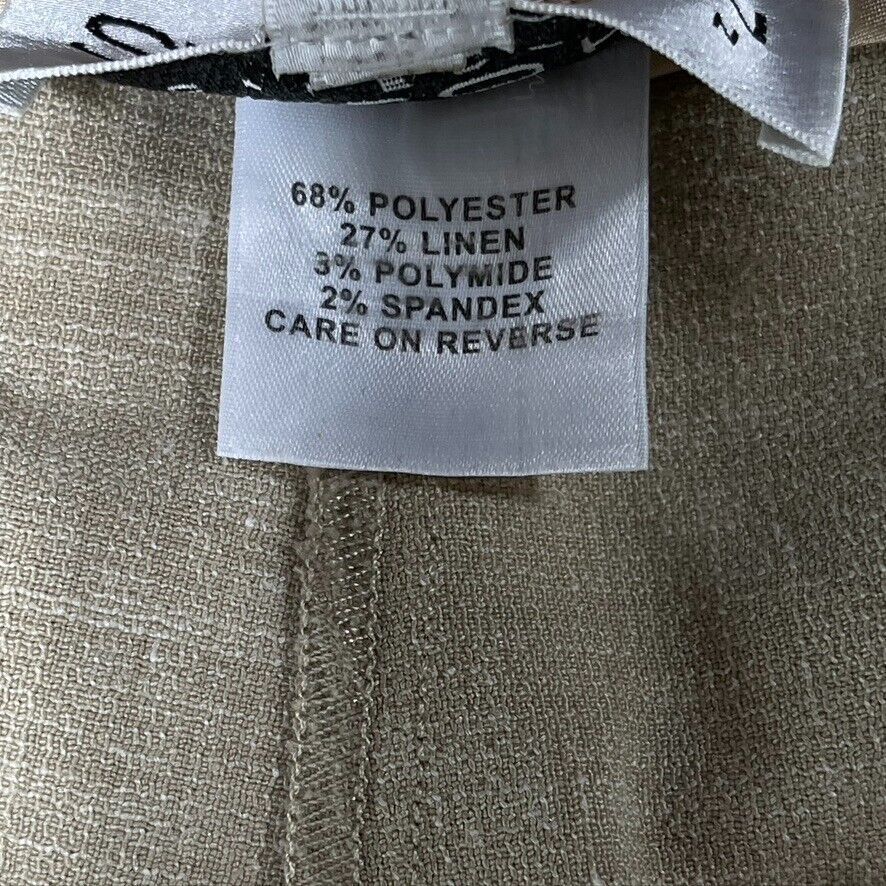 68% POLYESTER
27% LINEN
3% POLYMIDE
2% SPANDEX
CARE ON REVERSE